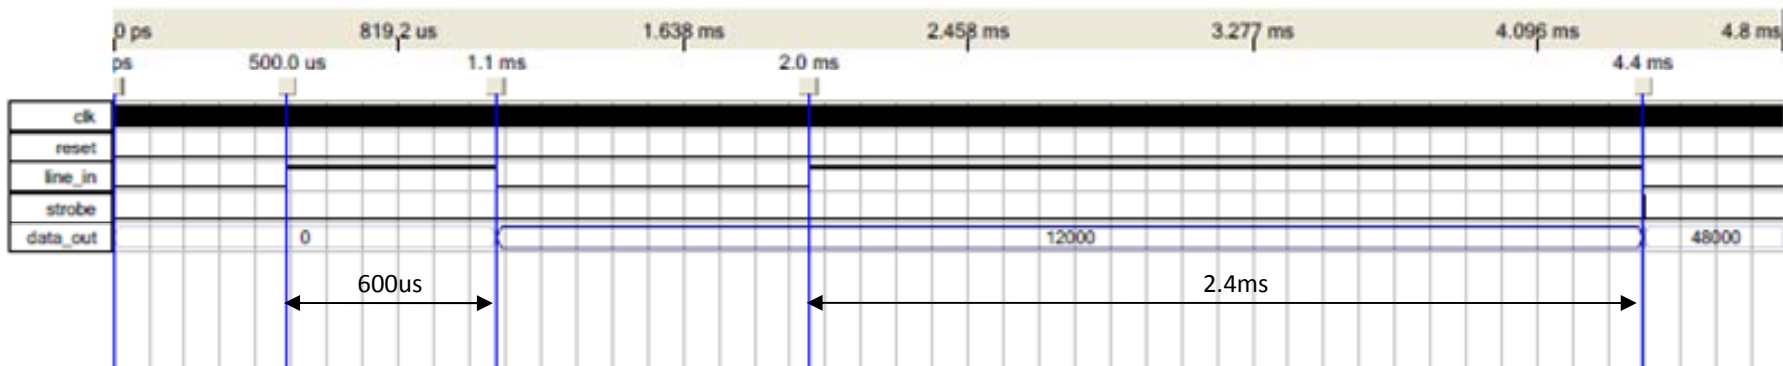 0 ps 819.2 us 1.638 ms 2.458 ms 3.277 ms 4.096 ms 4.8 ms
ps 500.0 us 1.1 ms 2.0 ms 4.4 ms
clk
reset
line_in
strobe
data_out 0 12000 48000
600us 2.4ms